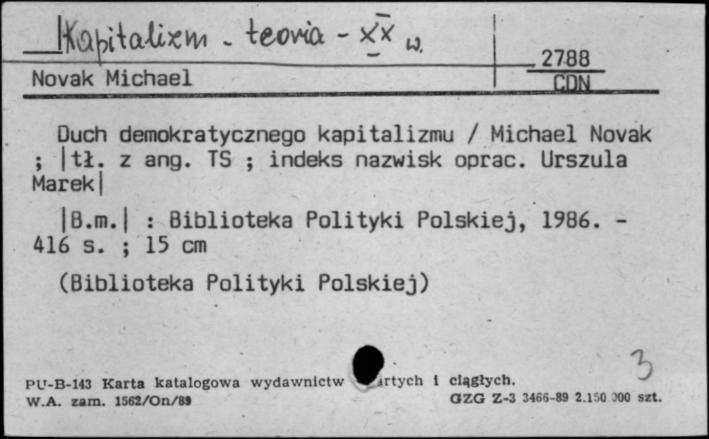 Kapitalizm - teoria - XX w.
2788
CDN
Novak Michael
Duch demokratycznego kapitalizmu / Michael Novak
; |tł. z ang. TS ; indeks nazwisk oprac. Urszula
Marek|
|B.m.| : Biblioteka Polityki Polskiej, 1986. -
416 s. ; 15 cm
(Biblioteka Polityki Polskiej)
3
PU-B-143 Karta katalogowa wydawnictw artych i ciągłych.
W.A. zam. 1562/On/89 GZG Z-3 3466-89 2.150 000 szt.